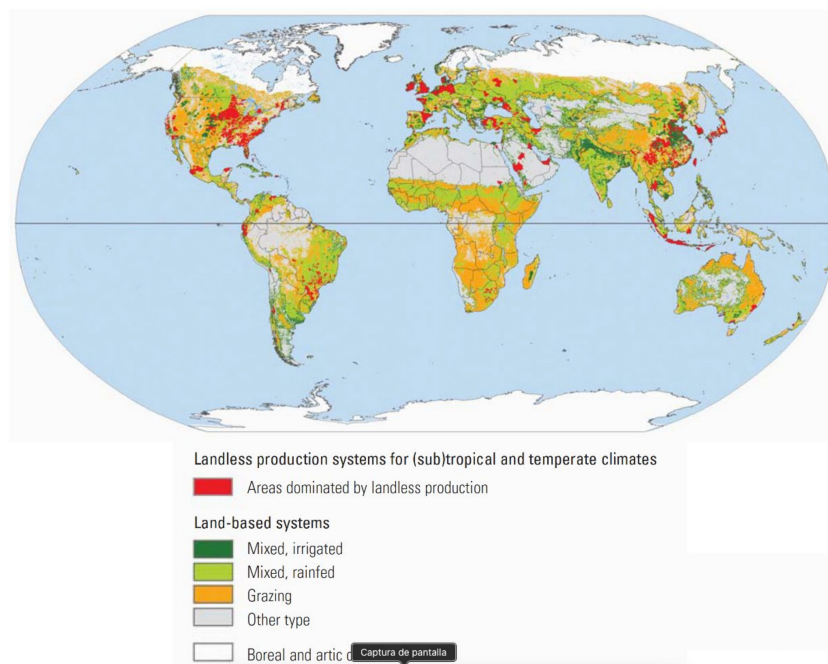 Landless production systems for (sub)tropical and temperate climates
Areas dominated by landless production
Land-based systems
Mixed, irrigated
Mixed, rainfed
Grazing
Other type
Boreal and artic
Captura de pantalla